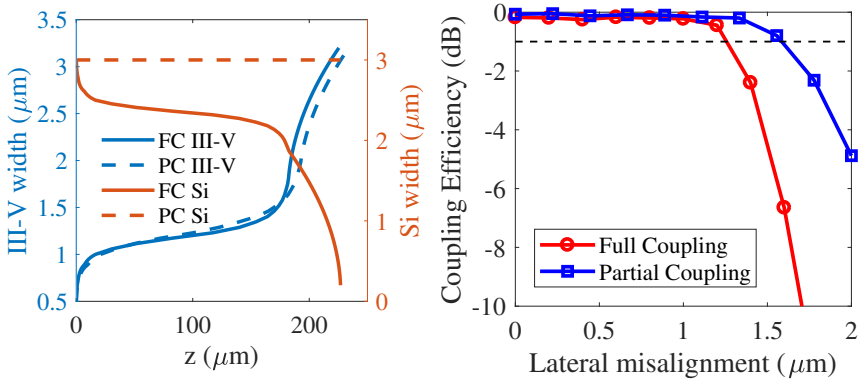 3.5
3
2.5
2
1.5
1
0.5
III-V width (μm)
FC III-V
PC III-V
FC Si
PC Si
0
100
200
z (μm)
3
2
1
0
Si width (μm)
0
-2
-4
-6
-8
-10
Coupling Efficiency (dB)
Full Coupling
Partial Coupling
0
0.5
1
1.5
2
Lateral misalignment (μm)